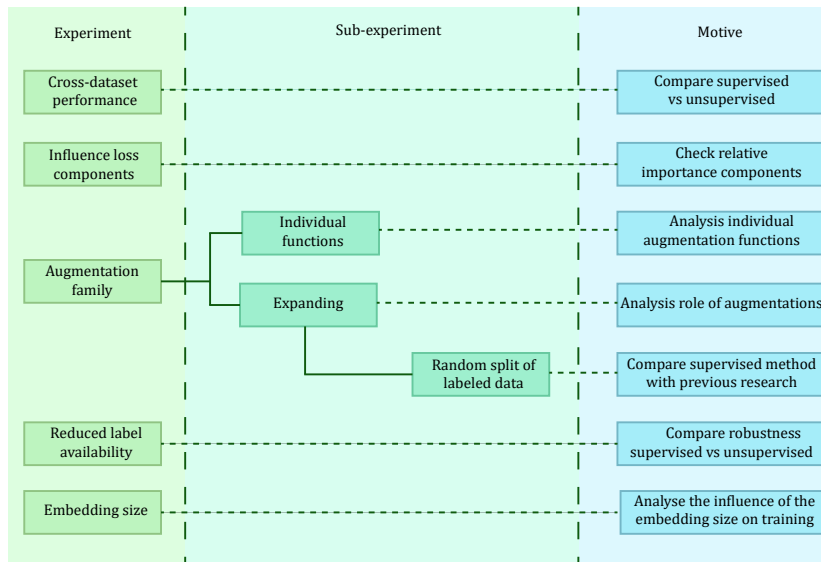 Experiment
Sub-experiment
Motive
Cross-dataset
performance
Compare supervised
vs unsupervised
Influence loss
components
Check relative
importance components
Individual
functions
Analysis individual
augmentation functions
Augmentation
family
Expanding
Analysis role of augmentations
Random split of
labeled data
Compare supervised method
with previous research
Reduced label
availability
Compare robustness
supervised vs unsupervised
Embedding size
Analyse the influence of the
embedding size on training